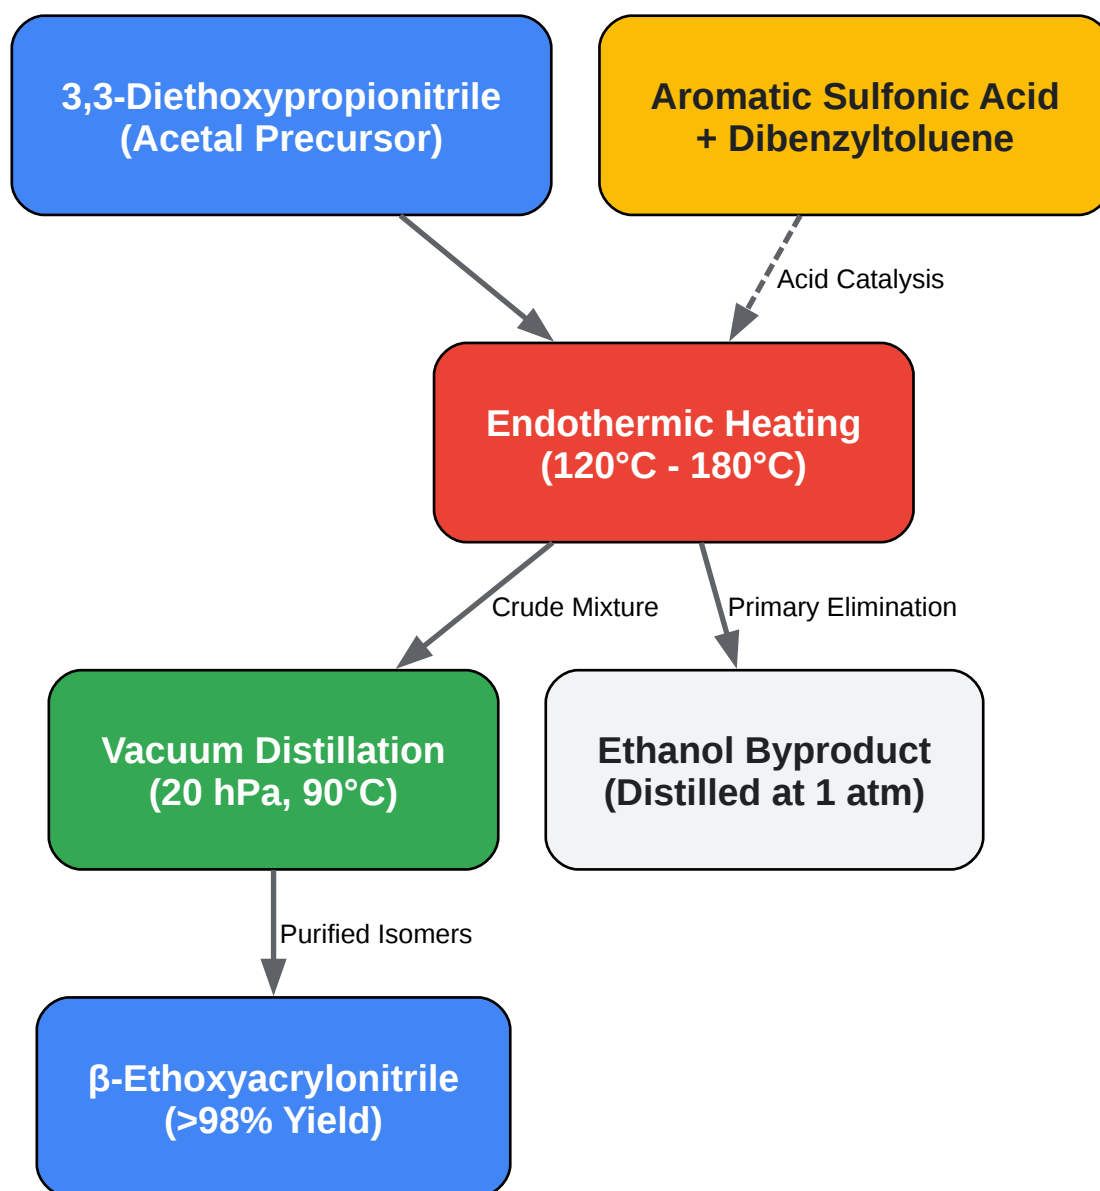 3,3-Diethoxypropionitrile
(Acetal Precursor)
Aromatic Sulfonic Acid
+ Dibenzyltoluene
Acid Catalysis
Endothermic Heating
(120°C - 180°C)
Crude Mixture
Primary Elimination
Vacuum Distillation
(20 hPa, 90°C)
Ethanol Byproduct
(Distilled at 1 atm)
Purified Isomers
β-Ethoxyacrylonitrile
(>98% Yield)